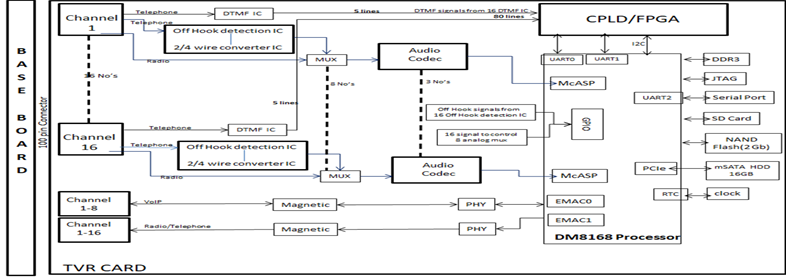 BASE BOARD
100 pin Connector
Channel
1
Telephone
Telephone
Radio
DTMF IC
5 lines
DTMF signals from 16 DTMF IC
80 lines
CPLD/FPGA
Off Hook detection IC
2/4 wire converter IC
MUX
Audio
Codec
UART0
UART1
I2C
DDR3
McASP
JTAG
16 No's
8 No's
3 No's
UART2
Serial Port
5 lines
Off Hook signals from
16 Off Hook detection IC
GPIO
SD Card
Channel
16
Telephone
DTMF IC
16 signal to control
8 analog mux
NAND
Flash(2Gb)
Telephone
Off Hook detection IC
2/4 wire converter IC
Radio
MUX
Audio
Codec
McASP
PCIe
mSATA HDD
16GB
RTC
clock
Channel
1-8
VoIP
Magnetic
PHY
EMAC0
Channel
1-16
Radio/Telephone
Magnetic
PHY
EMAC1
DM8168 Processor
TVR CARD